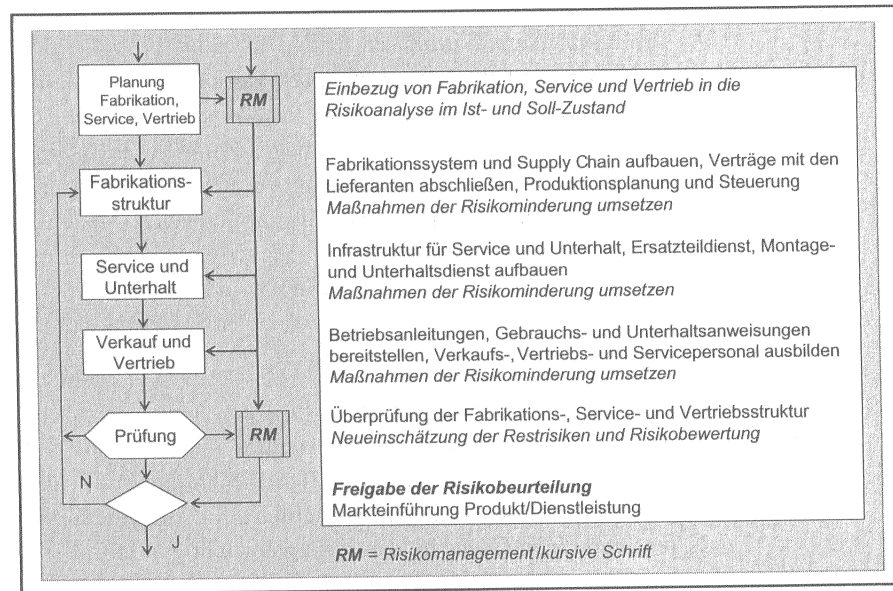 Planung
Fabrikation,
Service, Vertrieb
RM
Einbezug von Fabrikation, Service und Vertrieb in die
Risikoanalyse im Ist- und Soll-Zustand
Fabrikations-
struktur
Fabrikationssystem und Supply Chain aufbauen, Verträge mit den
Lieferanten abschließen, Produktionsplanung und Steuerung
Maßnahmen der Risikominderung umsetzen
Service und
Unterhalt
Infrastruktur für Service und Unterhalt, Ersatzteildienst, Montage-
und Unterhaltsdienst aufbauen
Maßnahmen der Risikominderung umsetzen
Verkauf und
Vertrieb
Betriebsanleitungen, Gebrauchs- und Unterhaltsanweisungen
bereitstellen, Verkaufs-, Vertriebs- und Servicepersonal ausbilden
Maßnahmen der Risikominderung umsetzen
Prüfung
RM
Überprüfung der Fabrikations-, Service- und Vertriebsstruktur
Neueinschätzung der Restrisiken und Risikobewertung
N
Freigabe der Risikobeurteilung
Markteinführung Produkt/Dienstleistung
J
RM = Risikomanagement/kursive Schrift